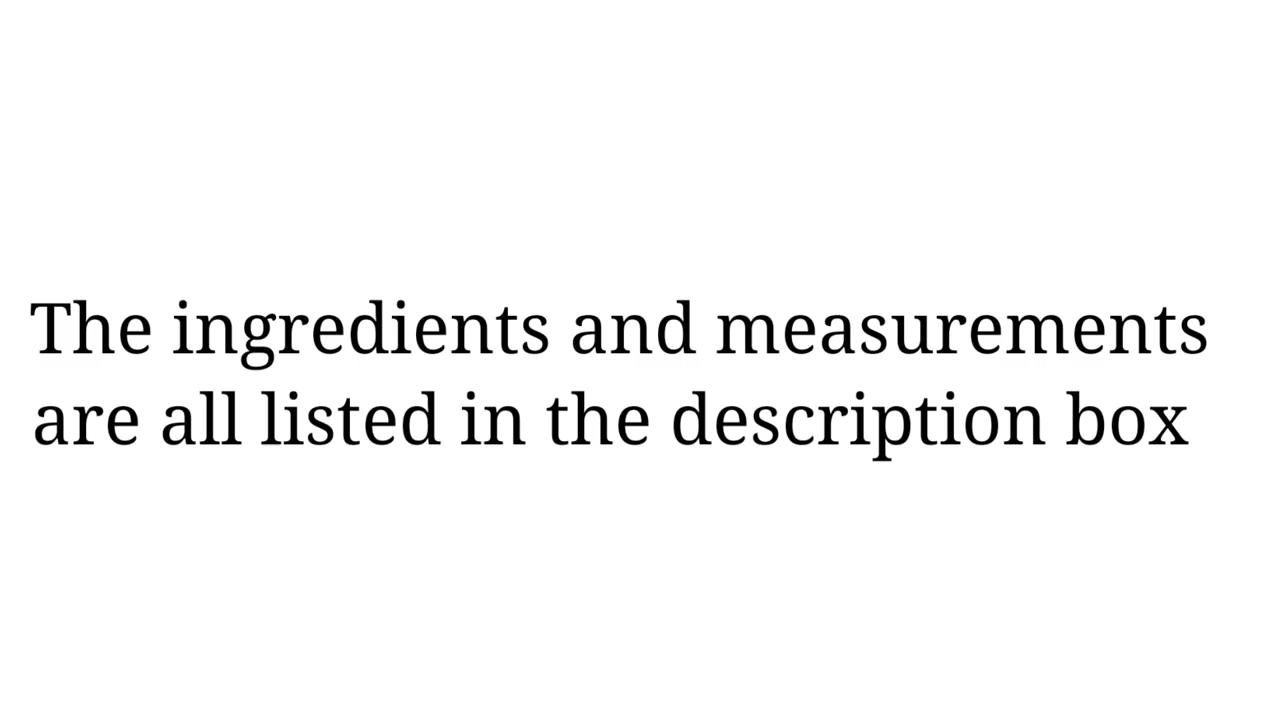 The ingredients and measurements
are all listed in the description box